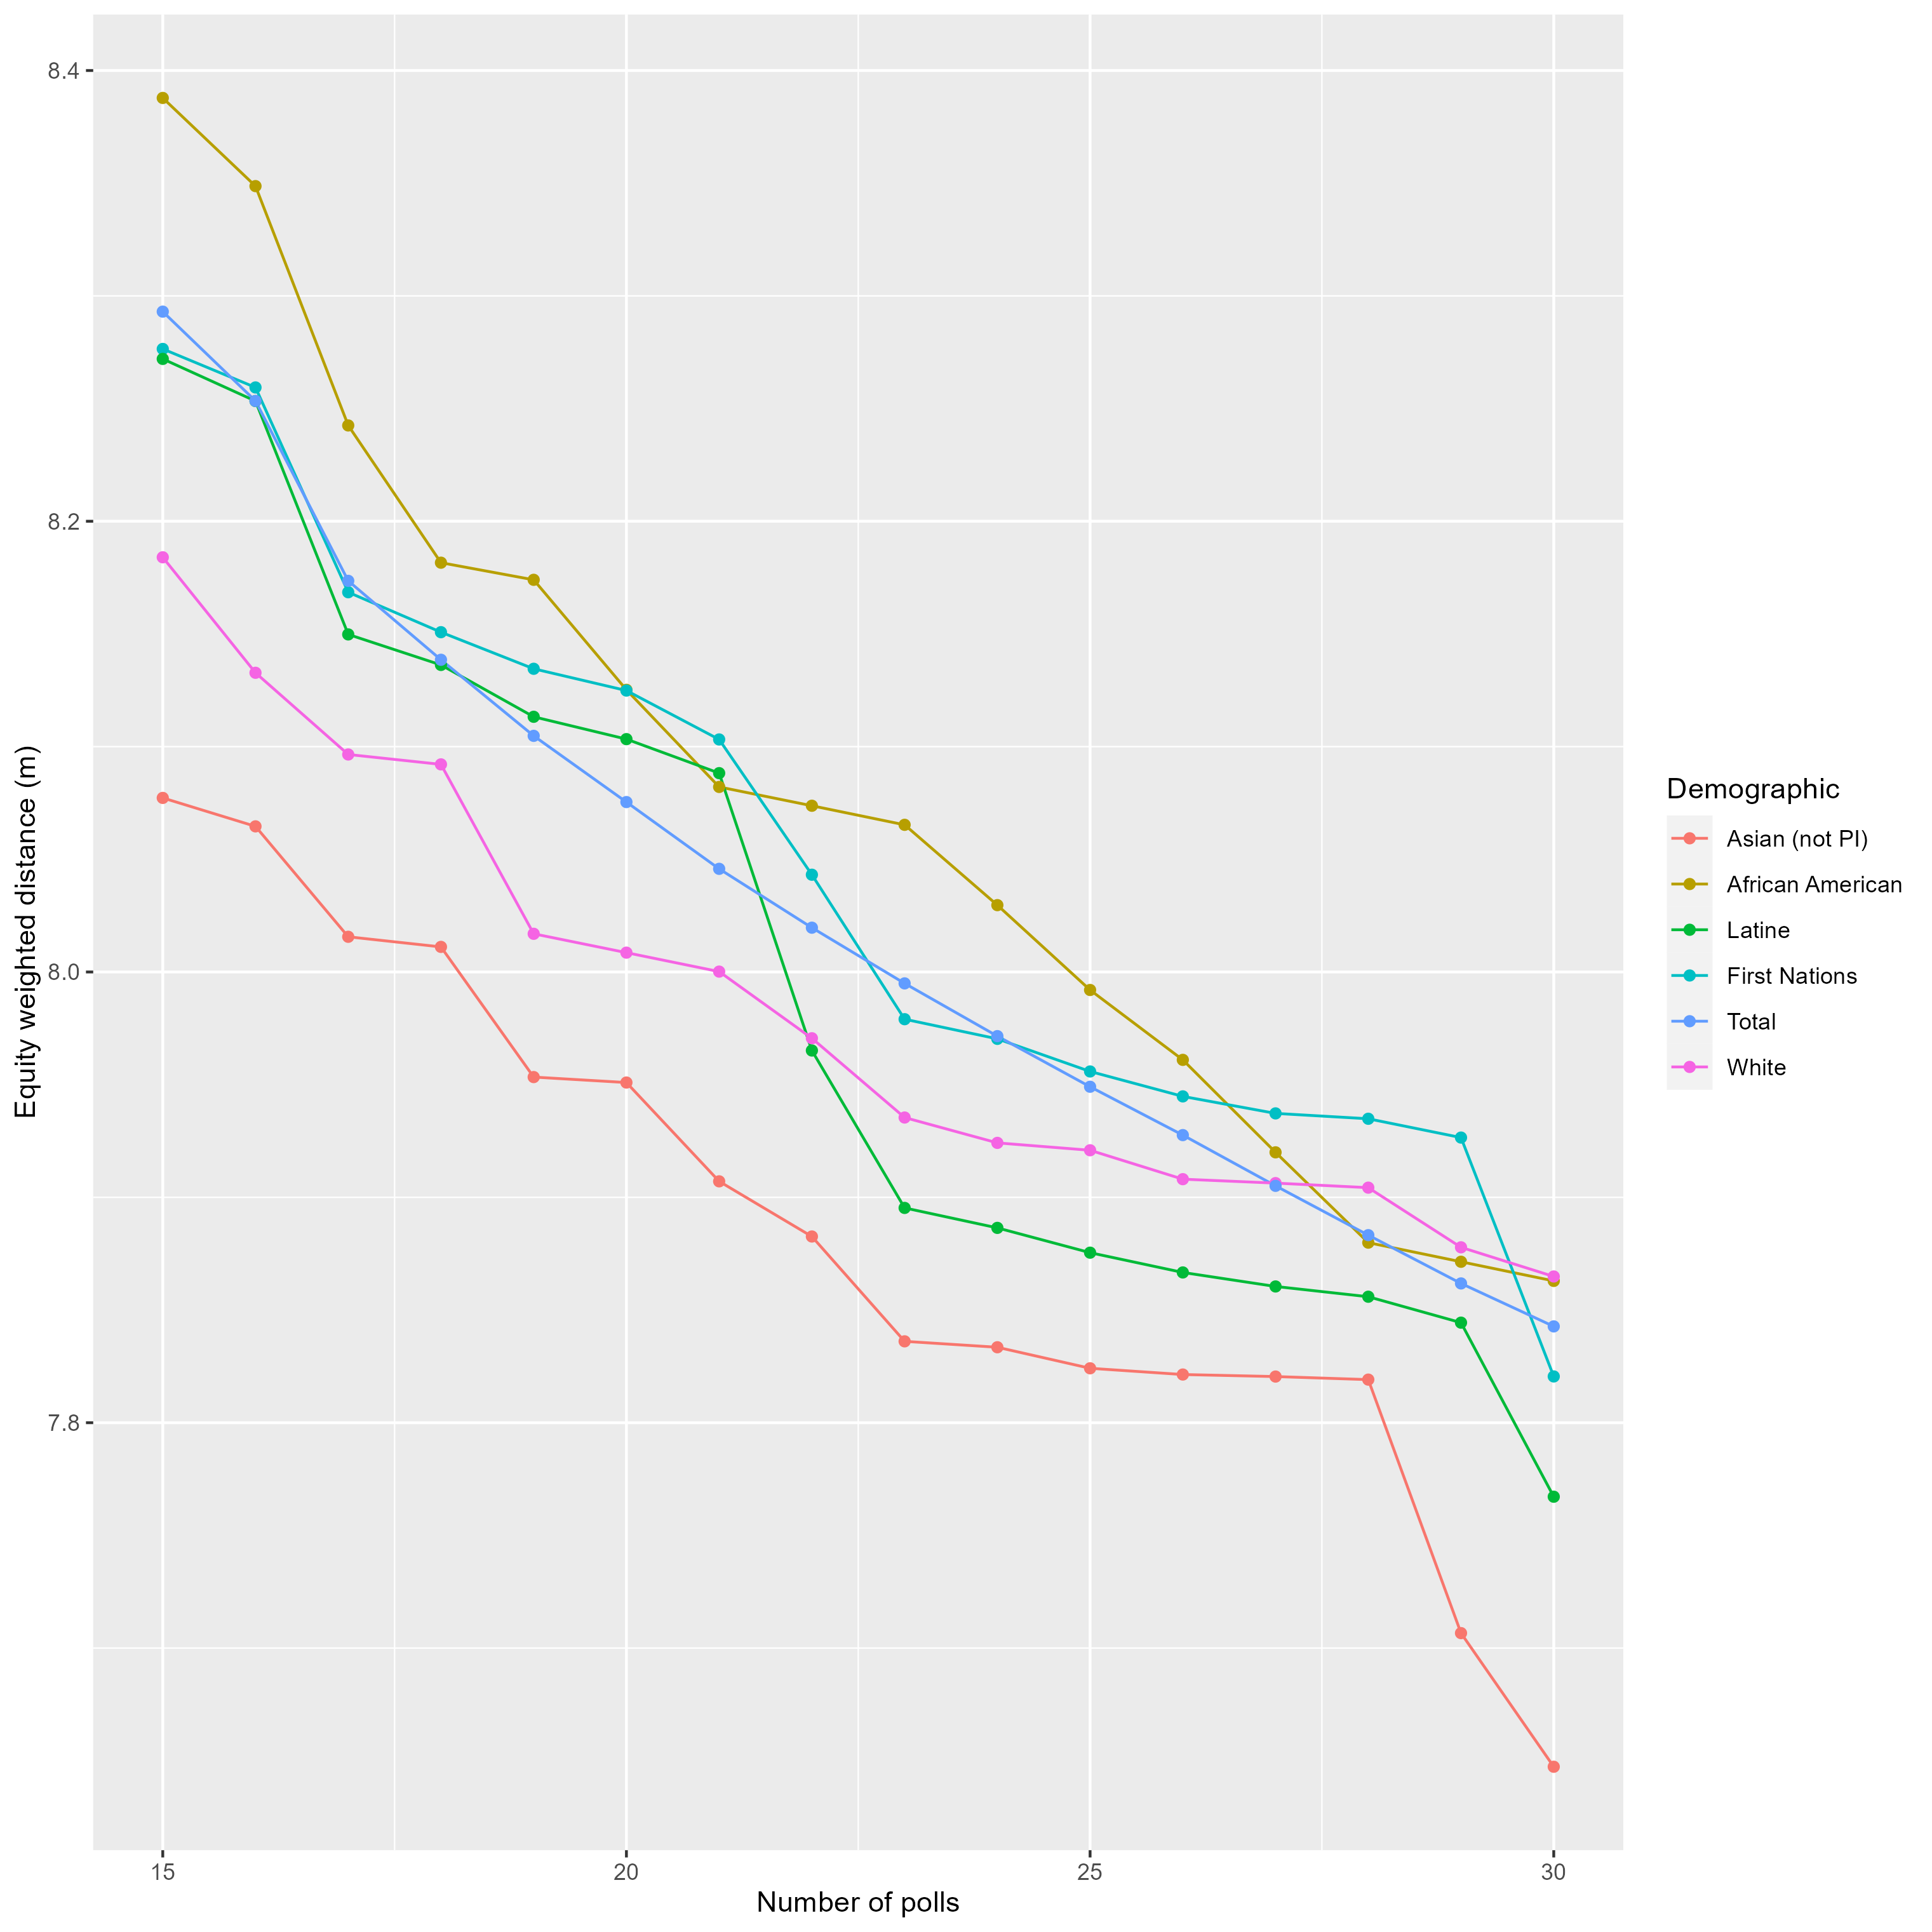 8.4
8.2
8.0
7.8
Equity weighted distance (m)
15
20
25
30
Number of polls
Demographic
Asian (not PI)
African American
Latine
First Nations
Total
White